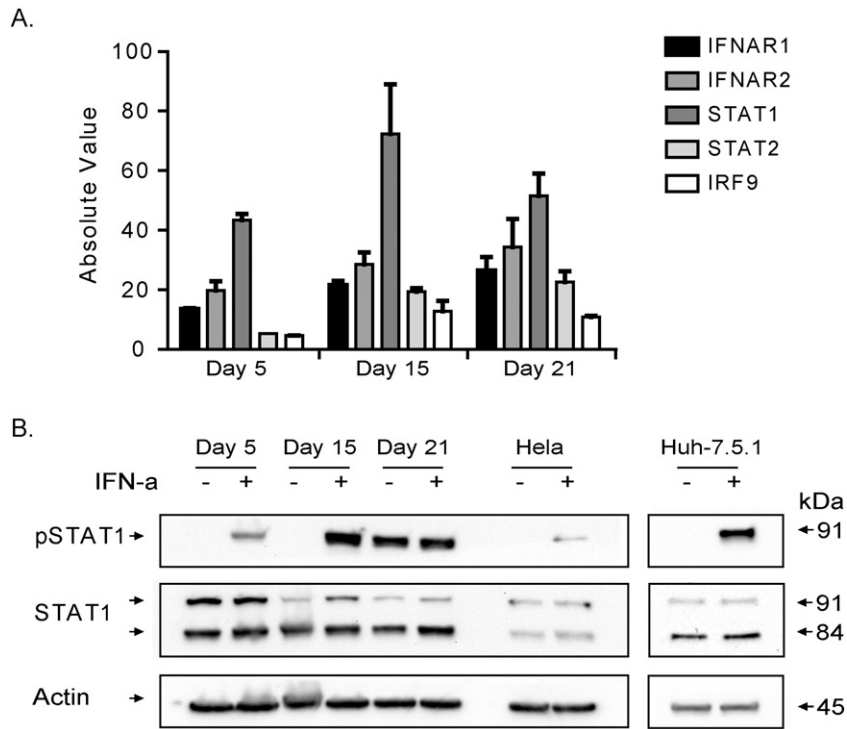 A.
100
80
60
40
20
0
Absolute Value
Day 5 Day 15 Day 21
IFNAR1
IFNAR2
STAT1
STAT2
IRF9
B.
Day 5 Day 15 Day 21 Hela Huh-7.5.1
IFN-a - + - + - + - + - +
kDa
pSTAT1 91
STAT1 91
84
Actin 45